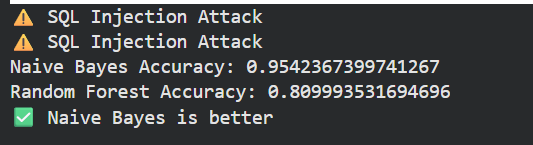 ⚠️ SQL Injection Attack
⚠️ SQL Injection Attack
Naive Bayes Accuracy: 0.9542367399741267
Random Forest Accuracy: 0.809993531694696
✅ Naive Bayes is better